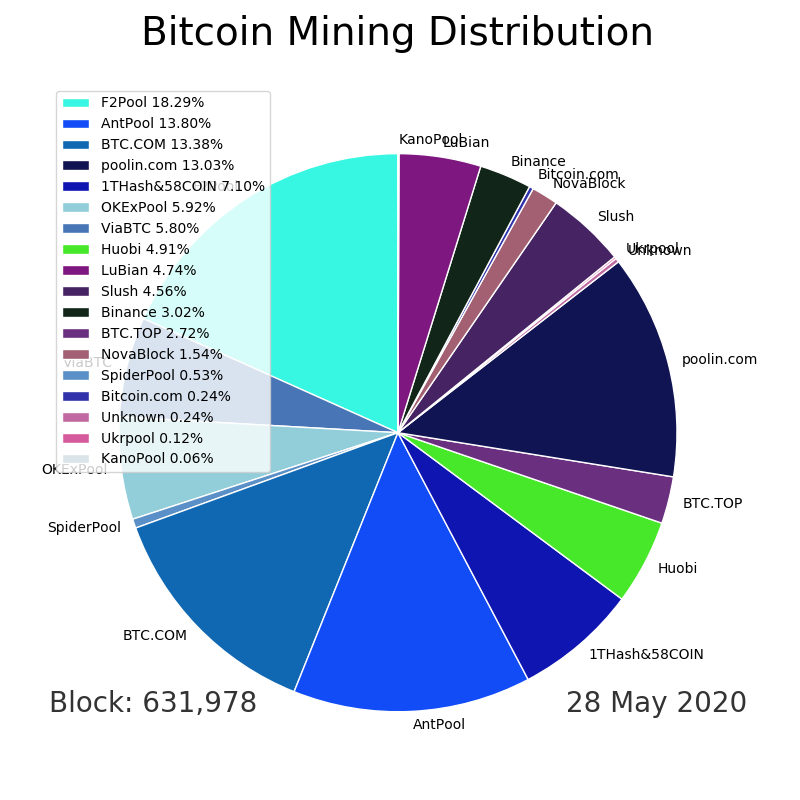 Bitcoin Mining Distribution
F2Pool 18.29%
AntPool 13.80%
BTC.COM 13.38%
poolin.com 13.03%
1THash&58COIN 7.10%
OKExPool 5.92%
ViaBTC 5.80%
Huobi 4.91%
LuBian 4.74%
Slush 4.56%
Binance 3.02%
BTC.TOP 2.72%
NovaBlock 1.54%
SpiderPool 0.53%
Bitcoin.com 0.24%
Unknown 0.24%
Ukrpool 0.12%
KanoPool 0.06%
KanoPool
LuBian
Binance
Bitcoin.com
NovaBlock
Slush
Ukrpool
Unknown
poolin.com
BTC.TOP
Huobi
1THash&58COIN
AntPool
BTC.COM
SpiderPool
OKExPool
ViaBTC
Block: 631,978
28 May 2020